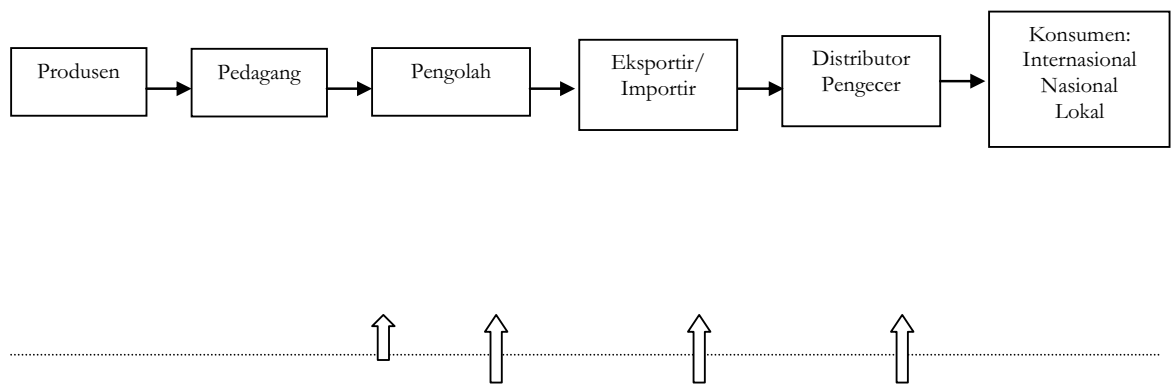 Produsen
Pedagang
Pengolah
Eksportir/
Importir
Distributor
Pengecer
Konsumen:
Internasional
Nasional
Lokal